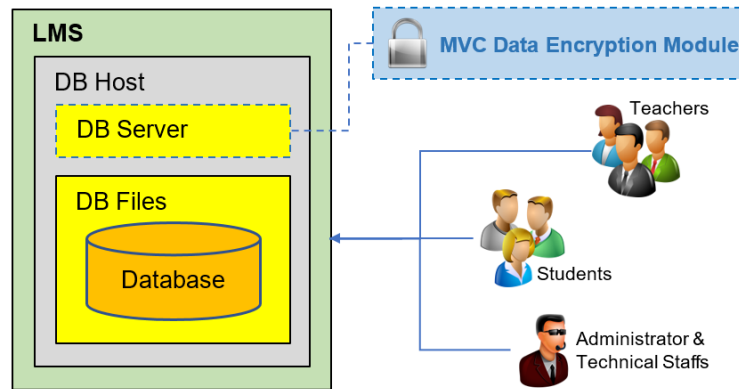 LMS
MVC Data Encryption Module
DB Host
DB Server
DB Files
Database
Teachers
Students
Administrator &
Technical Staffs